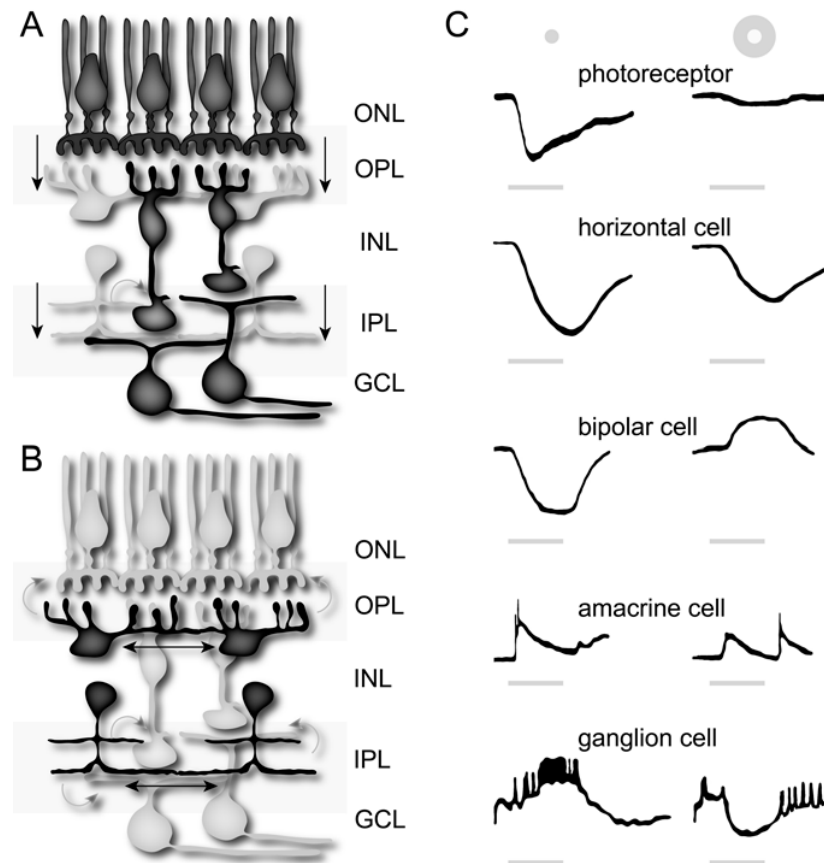 A
ONL
OPL
INL
IPL
GCL
B
ONL
OPL
INL
IPL
GCL
C
photoreceptor
horizontal cell
bipolar cell
amacrine cell
ganglion cell